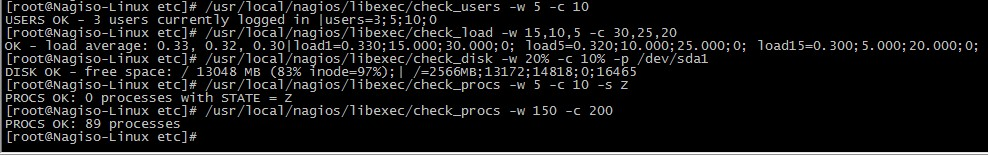 [root@Nagiso-Linux etc]# /usr/local/nagios/libexec/check_users -w 5 -c 10
USERS OK - 3 users currently logged in |users=3;5;10;0
[root@Nagiso-Linux etc]# /usr/local/nagios/libexec/check_load -w 15,10,5 -c 30,25,20
OK - load average: 0.33, 0.32, 0.30|load1=0.330;15.000;30.000;0; load5=0.320;10.000;25.000;0; load15=0.300;5.000;20.000;0;
[root@Nagiso-Linux etc]# /usr/local/nagios/libexec/check_disk -w 20% -c 10% -p /dev/sda1
DISK OK - free space: / 13048 MB (83% inode=97%);| /=2566MB;13172;14818;0;16465
[root@Nagiso-Linux etc]# /usr/local/nagios/libexec/check_procs -w 5 -c 10 -s Z
PROCS OK: 0 processes with STATE = Z
[root@Nagiso-Linux etc]# /usr/local/nagios/libexec/check_procs -w 150 -c 200
PROCS OK: 89 processes
[root@Nagiso-Linux etc]#